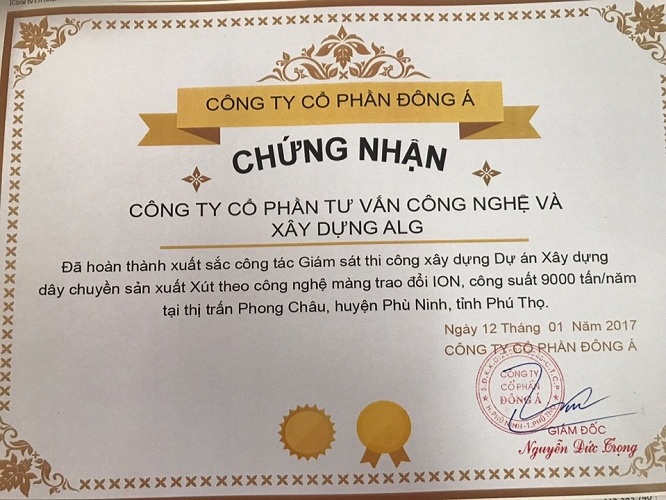 CÔNG TY CỔ PHẦN ĐÔNG Á
CHỨNG NHẬN
CÔNG TY CỔ PHẦN TƯ VẤN CÔNG NGHỆ VÀ
XÂY DỰNG ALG
Đã hoàn thành xuất sắc công tác Giám sát thi công xây dựng Dự án Xây dựng
dây chuyền sản xuất Xút theo công nghệ màng trao đổi ION, công suất 9000 tấn/năm
tại thị trấn Phong Châu, huyện Phù Ninh, tỉnh Phú Thọ.
Ngày 12 Tháng 01 Năm 2017
CÔNG TY CỔ PHẦN ĐÔNG Á
CÔNG TY
CỔ PHẦN
ĐÔNG Á
H.PHÙ NINH-T.PHÚ THỌ
GIÁM ĐỐC
Nguyễn Đức Trọng